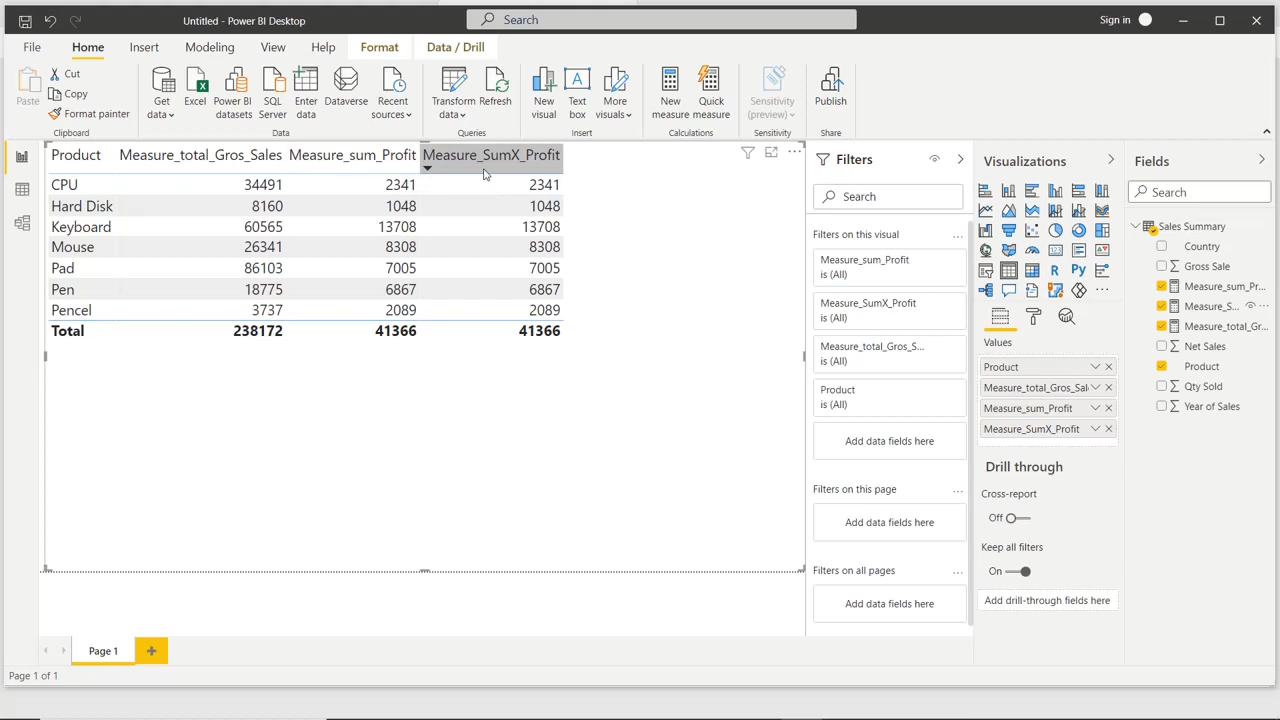 Untitled - Power BI Desktop
Search
Sign in
File Home Insert Modeling View Help Format Data / Drill
Paste
Cut
Copy
Format painter
Clipboard
Get data
Excel
Power BI datasets
SQL Server
Enter data
Dataverse
Recent sources
Data
Transform data
Refresh
Queries
New visual
Text box
More visuals
Insert
New measure
Quick measure
Calculations
Sensitivity (preview)
Sensitivity
Publish
Share
Product Measure_total_Gros_Sales Measure_sum_Profit Measure_SumX_Profit
CPU 34491 2341 2341
Hard Disk 8160 1048 1048
Keyboard 60565 13708 13708
Mouse 26341 8308 8308
Pad 86103 7005 7005
Pen 18775 6867 6867
Pencel 3737 2089 2089
Total 238172 41366 41366
Filters
Search
Filters on this visual ...
Measure_sum_Profit
is (All)
Measure_SumX_Profit
is (All)
Measure_total_Gros_S...
is (All)
Product
is (All)
Add data fields here
Filters on this page ...
Add data fields here
Filters on all pages ...
Add data fields here
Visualizations
R Py
...
Values
Product
Measure_total_Gros_Sal
Measure_sum_Profit
Measure_SumX_Profit
Drill through
Cross-report
Off
Keep all filters
On
Add drill-through fields here
Fields
Search
Sales Summary
Country
Gross Sale
Measure_sum_Pr...
Measure_S...
Measure_total_Gr...
Net Sales
Product
Qty Sold
Year of Sales
Page 1
Page 1 of 1